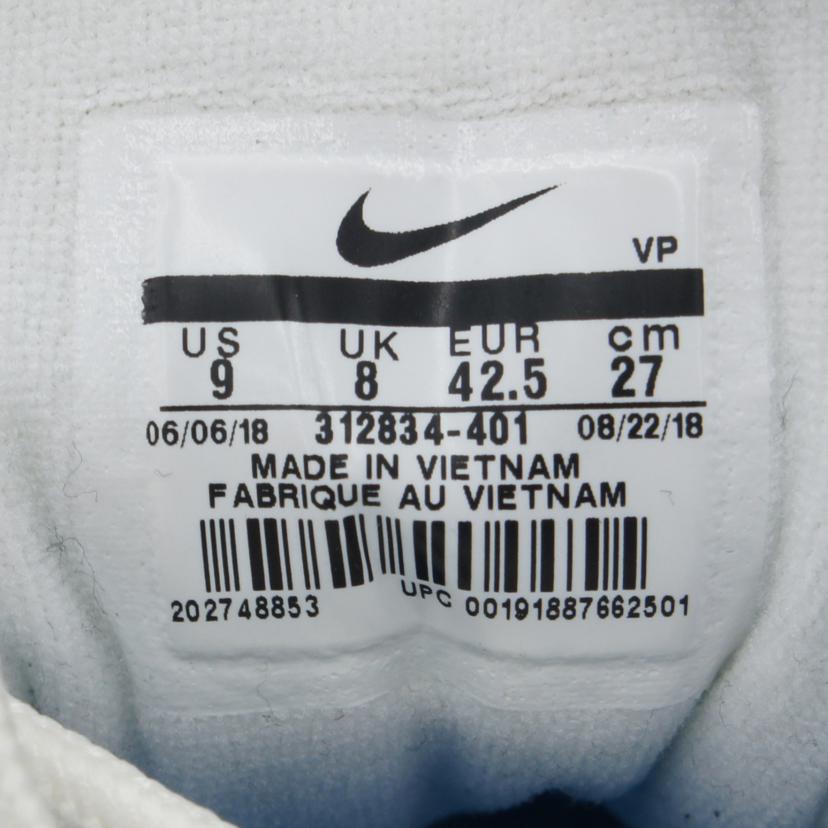 VP
US UK EUR cm
9 8 42.5 27
06/06/18 312834-401 08/22/18
MADE IN VIETNAM
FABRIQUE AU VIETNAM
202748853 UPC 00191887662501